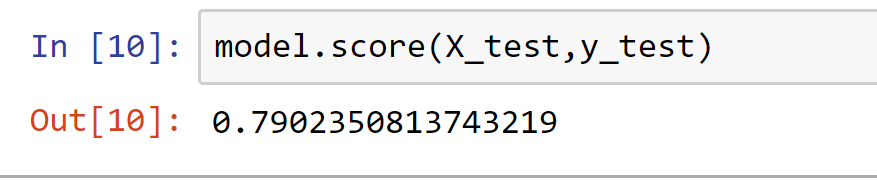 In [10]: model.score(X_test,y_test)
Out[10]: 0.7902350813743219